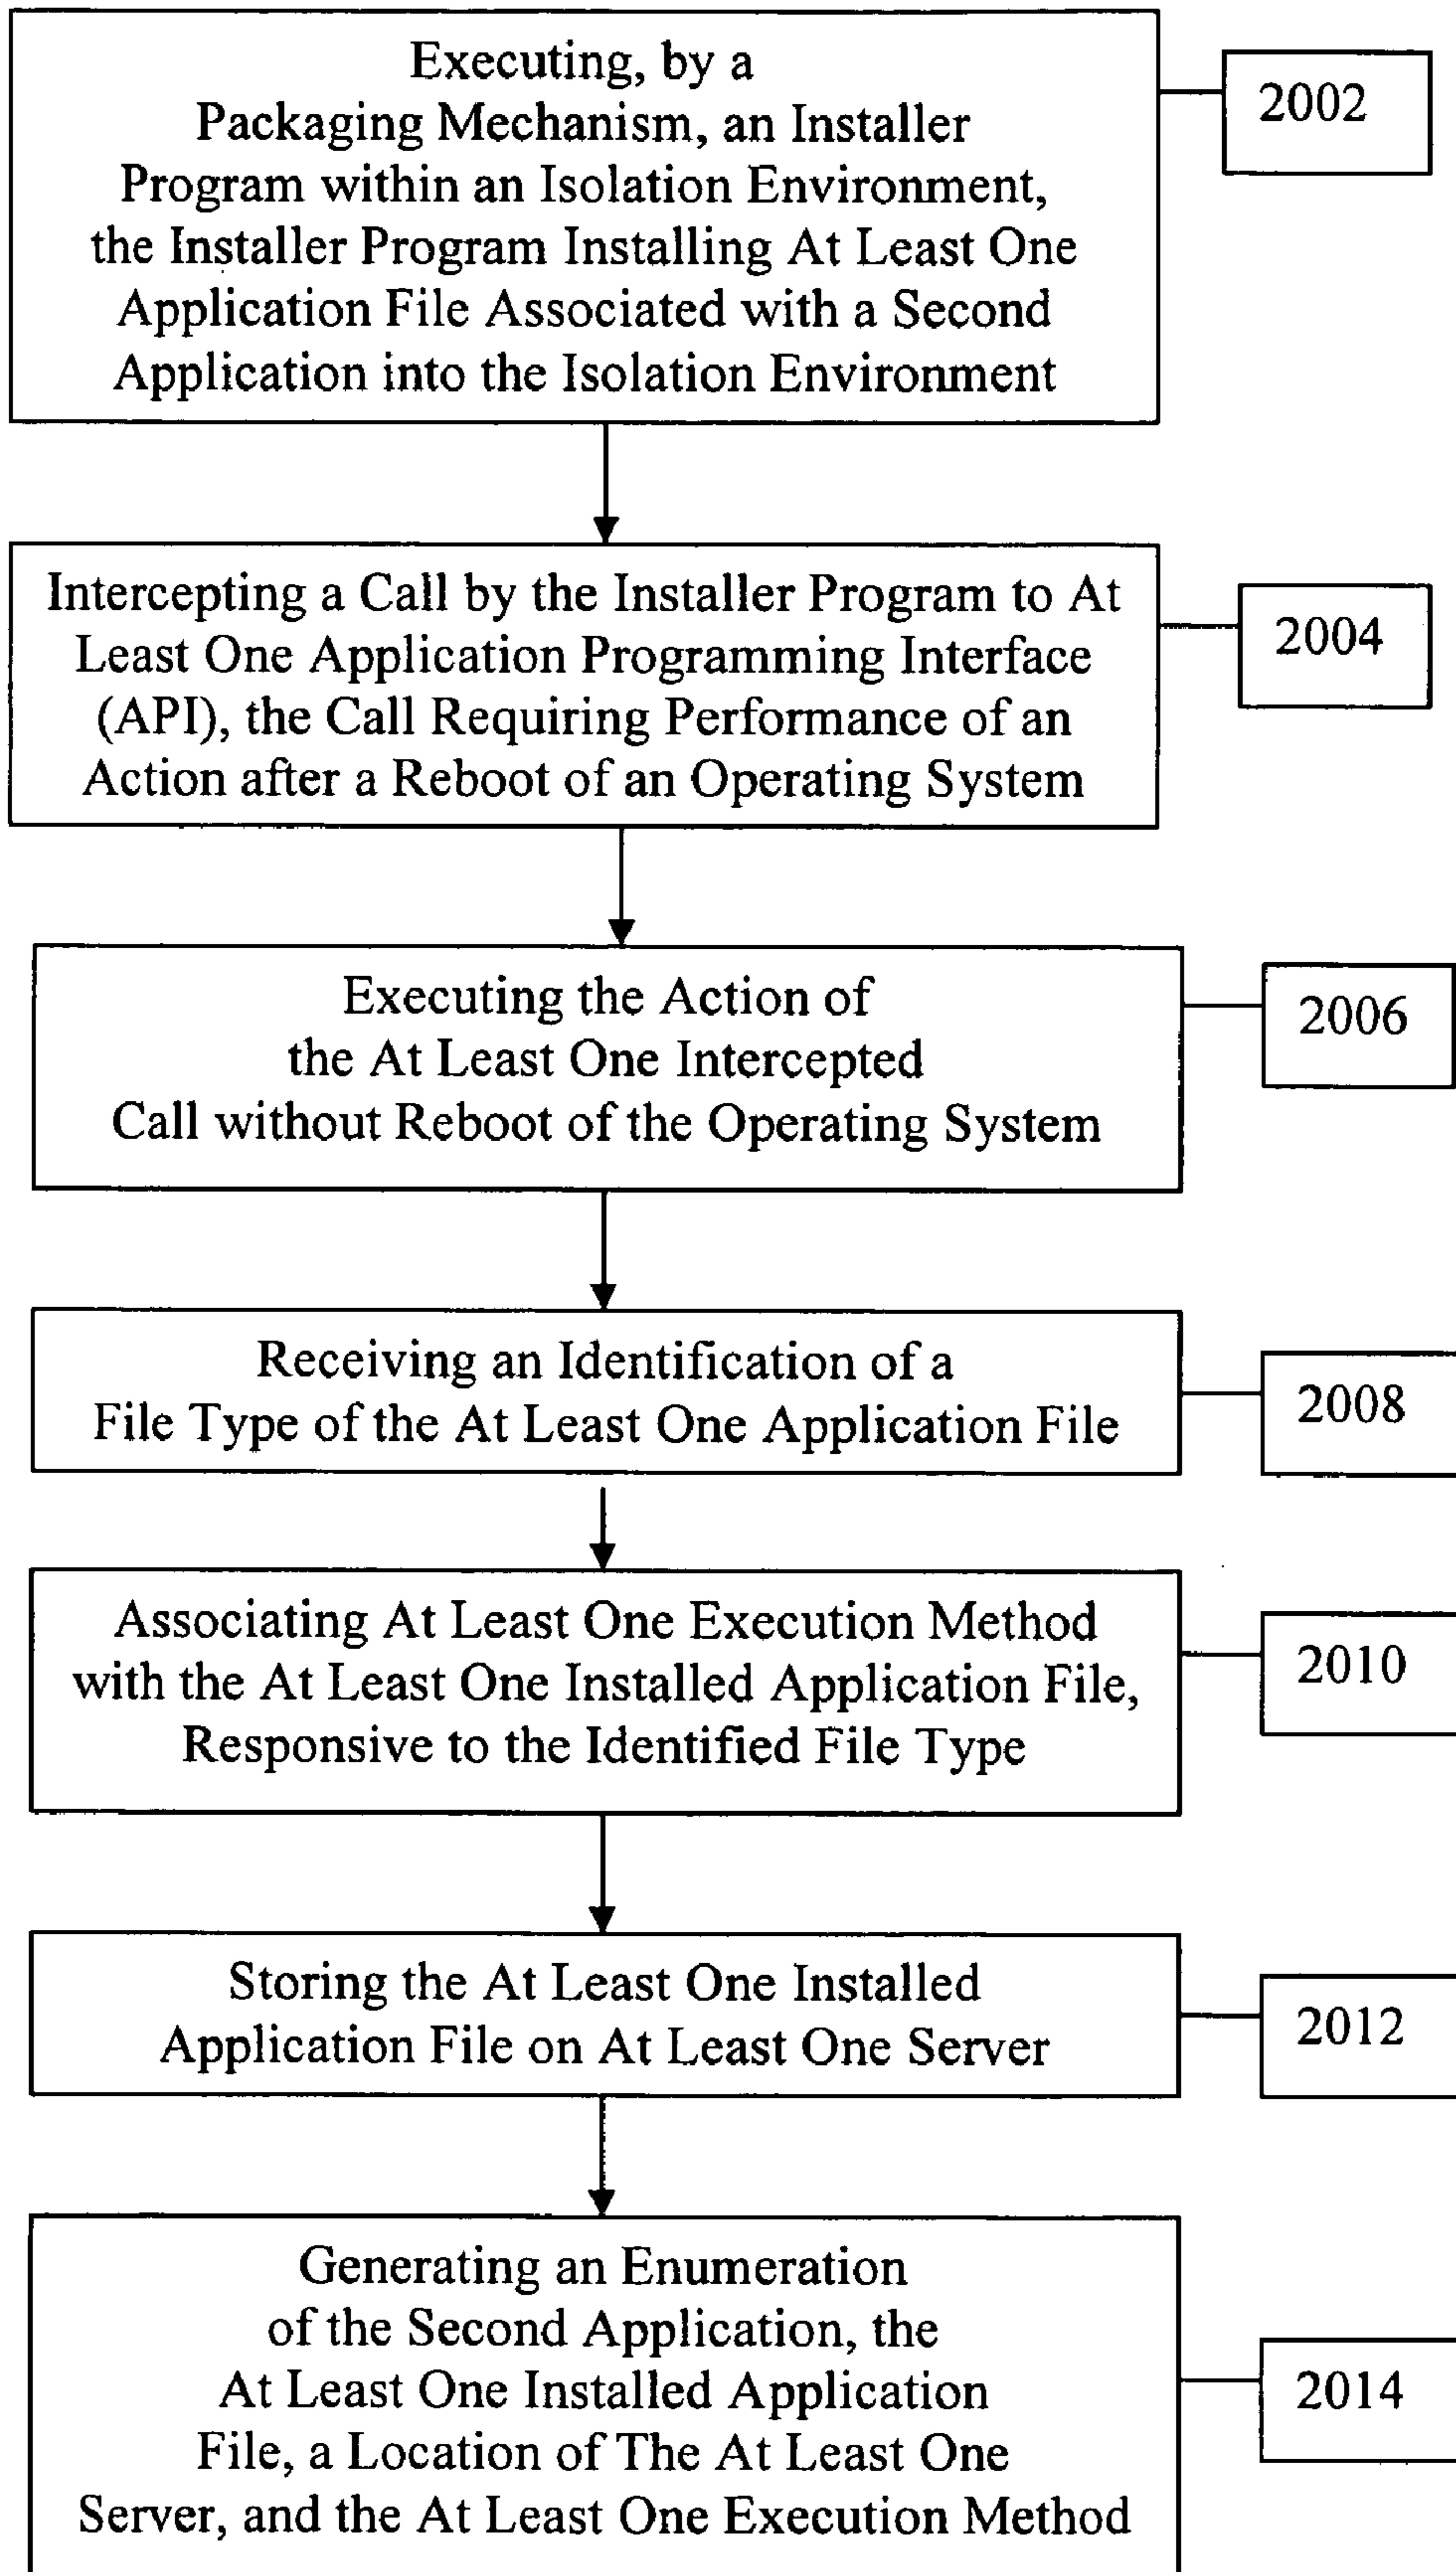 Executing, by a
Packaging Mechanism, an Installer
Program within an Isolation Environment,
the Installer Program Installing At Least One
Application File Associated with a Second
Application into the Isolation Environment
2002
Intercepting a Call by the Installer Program to At
Least One Application Programming Interface
(API), the Call Requiring Performance of an
Action after a Reboot of an Operating System
2004
Executing the Action of
the At Least One Intercepted
Call without Reboot of the Operating System
2006
Receiving an Identification of a
File Type of the At Least One Application File
2008
Associating At Least One Execution Method
with the At Least One Installed Application File,
Responsive to the Identified File Type
2010
Storing the At Least One Installed
Application File on At Least One Server
2012
Generating an Enumeration
of the Second Application, the
At Least One Installed Application
File, a Location of The At Least One
Server, and the At Least One Execution Method
2014